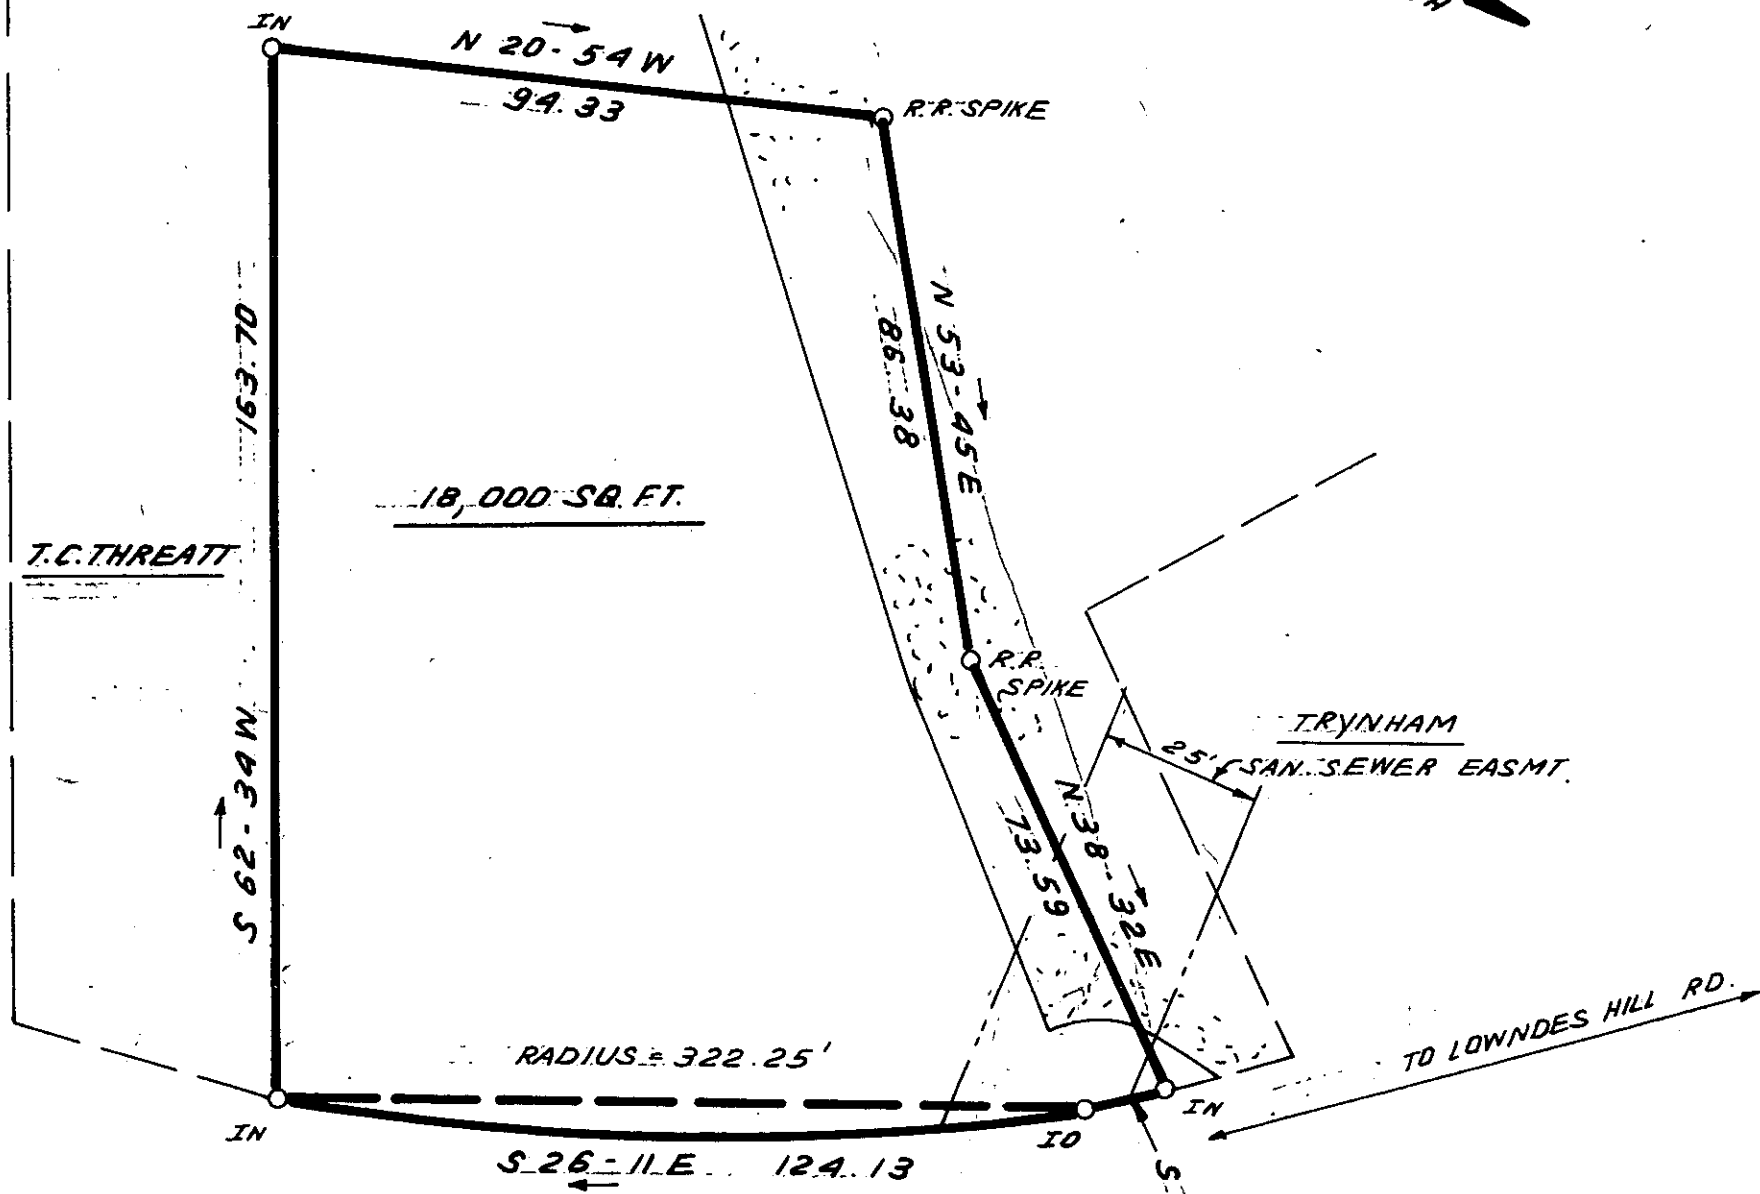 IN
N 20-54 W
94.33
R.R. SPIKE
N 53-45 E
86.38
163.70
18,000 SQ. FT.
T.C. THREATT
R.R.
SPIKE
TRYNHAM
25'
SAN. SEWER EASMT.
S 62-34 W
N 38-32 E
73.59
TO LOWNDES HILL RD.
RADIUS = 322.25'
IN
IO
IN
S 26-11 E 124.13
S